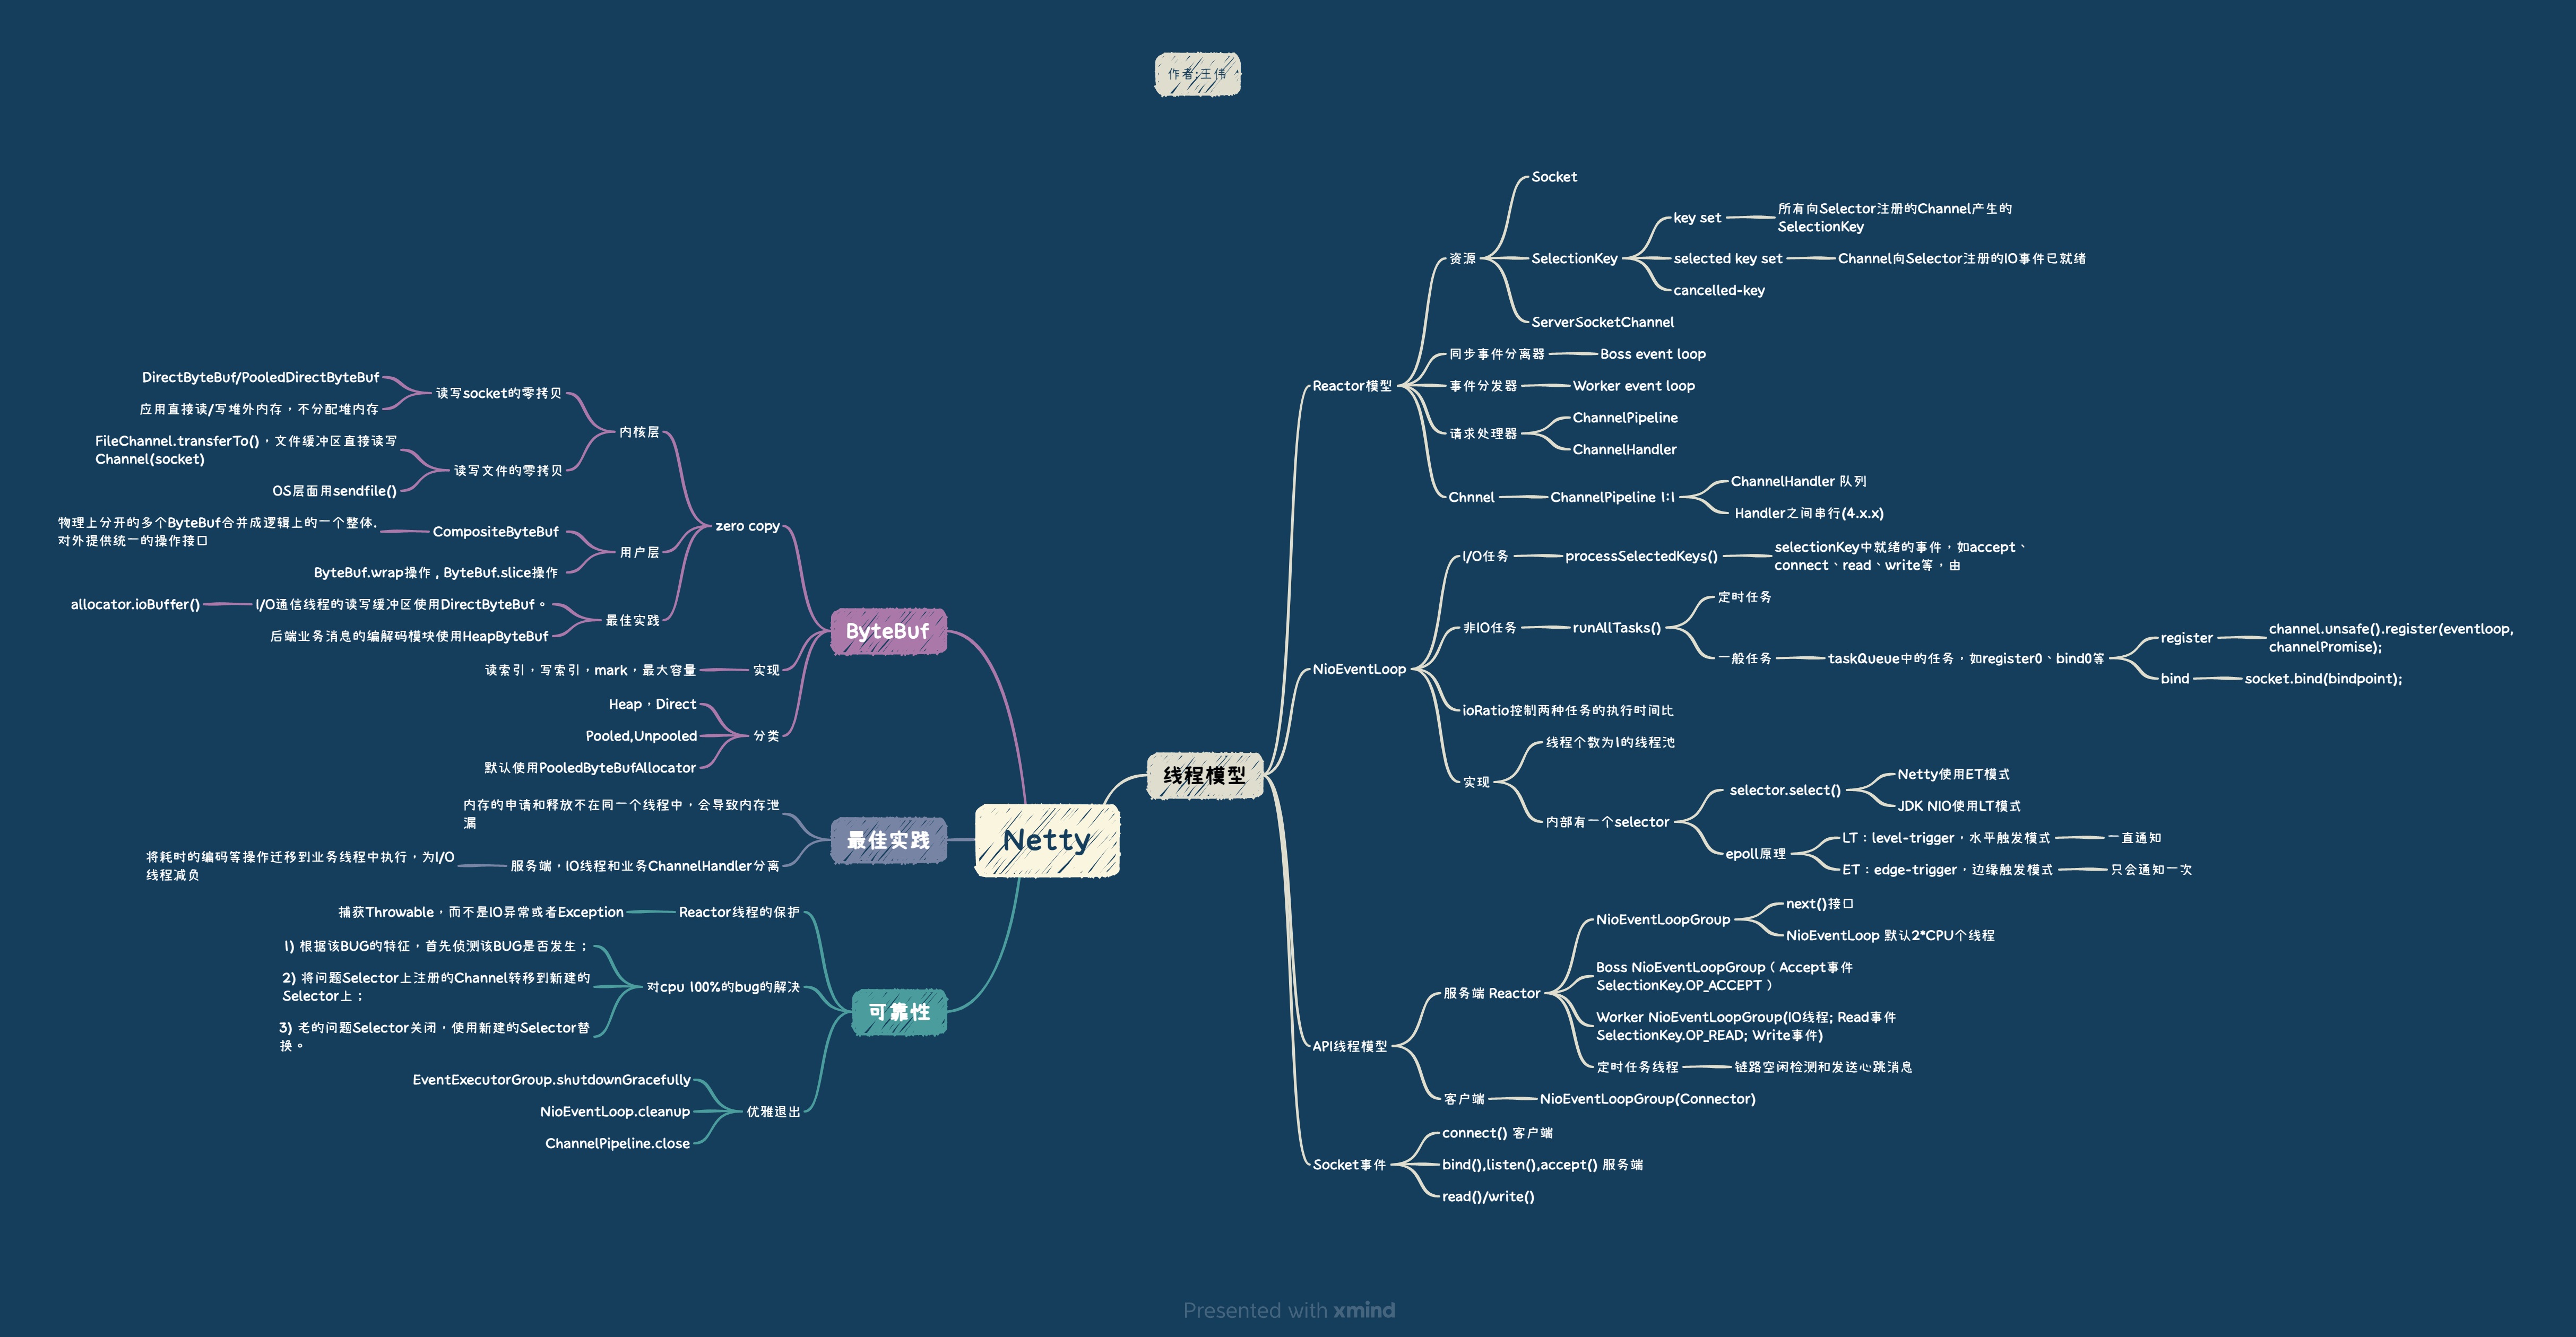 作者:王伟
Netty
线程模型
Reactor模型
资源
Socket
SelectionKey
key set
所有向Selector注册的Channel产生的
SelectionKey
selected key set
Channel向Selector注册的IO事件已就绪
cancelled-key
ServerSocketChannel
同步事件分离器
Boss event loop
事件分发器
Worker event loop
请求处理器
ChannelPipeline
ChannelHandler
Chnnel
ChannelPipeline 1:1
ChannelHandler 队列
Handler之间串行(4.x.x)
NioEventLoop
I/O任务
processSelectedKeys()
selectionKey中就绪的事件，如accept、
connect、read、write等，由
非IO任务
runAllTasks()
定时任务
一般任务
taskQueue中的任务，如register0、bind0等
register
channel.unsafe().register(eventloop,
channelPromise);
bind
socket.bind(bindpoint);
ioRatio控制两种任务的执行时间比
实现
线程个数为1的线程池
内部有一个selector
selector.select()
Netty使用ET模式
JDK NIO使用LT模式
epoll原理
LT：level-trigger，水平触发模式
一直通知
ET：edge-trigger，边缘触发模式
只会通知一次
API线程模型
服务端 Reactor
NioEventLoopGroup
next()接口
NioEventLoop 默认2*CPU个线程
Boss NioEventLoopGroup（ Accept事件
SelectionKey.OP_ACCEPT ）
Worker NioEventLoopGroup(IO线程; Read事件
SelectionKey.OP_READ; Write事件)
定时任务线程
链路空闲检测和发送心跳消息
客户端
NioEventLoopGroup(Connector)
Socket事件
connect() 客户端
bind(),listen(),accept() 服务端
read()/write()
ByteBuf
zero copy
内核层
读写socket的零拷贝
DirectByteBuf/PooledDirectByteBuf
应用直接读/写堆外内存，不分配堆内存
读写文件的零拷贝
FileChannel.transferTo()，文件缓冲区直接读写
Channel(socket)
OS层面用sendfile()
用户层
CompositeByteBuf
物理上分开的多个ByteBuf合并成逻辑上的一个整体.
对外提供统一的操作接口
ByteBuf.wrap操作 , ByteBuf.slice操作
最佳实践
I/O通信线程的读写缓冲区使用DirectByteBuf。
allocator.ioBuffer()
后端业务消息的编解码模块使用HeapByteBuf
实现
读索引，写索引，mark，最大容量
分类
Heap，Direct
Pooled,Unpooled
默认使用PooledByteBufAllocator
最佳实践
内存的申请和释放不在同一个线程中，会导致内存泄
漏
服务端，IO线程和业务ChannelHandler分离
将耗时的编码等操作迁移到业务线程中执行，为I/O
线程减负
可靠性
Reactor线程的保护
捕获Throwable，而不是IO异常或者Exception
对cpu 100%的bug的解决
1) 根据该BUG的特征，首先侦测该BUG是否发生；
2) 将问题Selector上注册的Channel转移到新建的
Selector上；
3) 老的问题Selector关闭，使用新建的Selector替
换。
优雅退出
EventExecutorGroup.shutdownGracefully
NioEventLoop.cleanup
ChannelPipeline.close
Presented with xmind